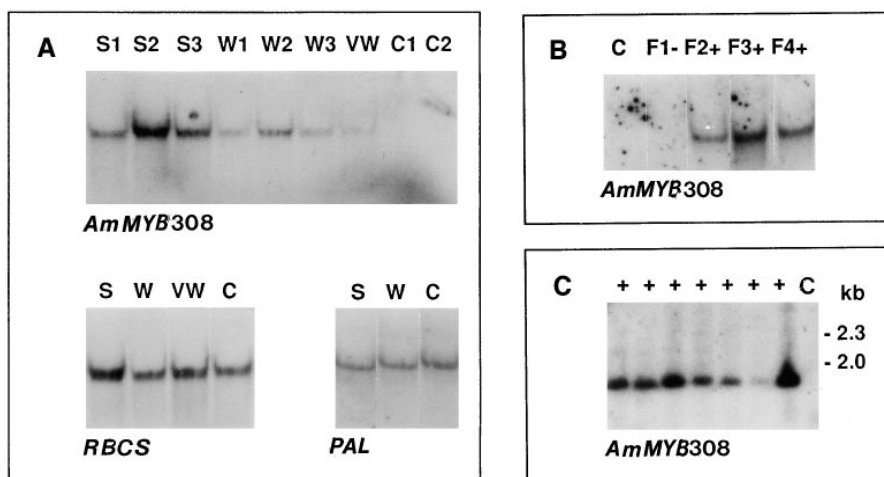 A
S1 S2 S3 W1 W2 W3 VW C1 C2
AmMYB308
S W VW C
RBCS
S W C
PAL
B
C F1- F2+ F3+ F4+
AmMYB308
C
+ + + + + + + C kb
- 2.3
- 2.0
AmMYB308